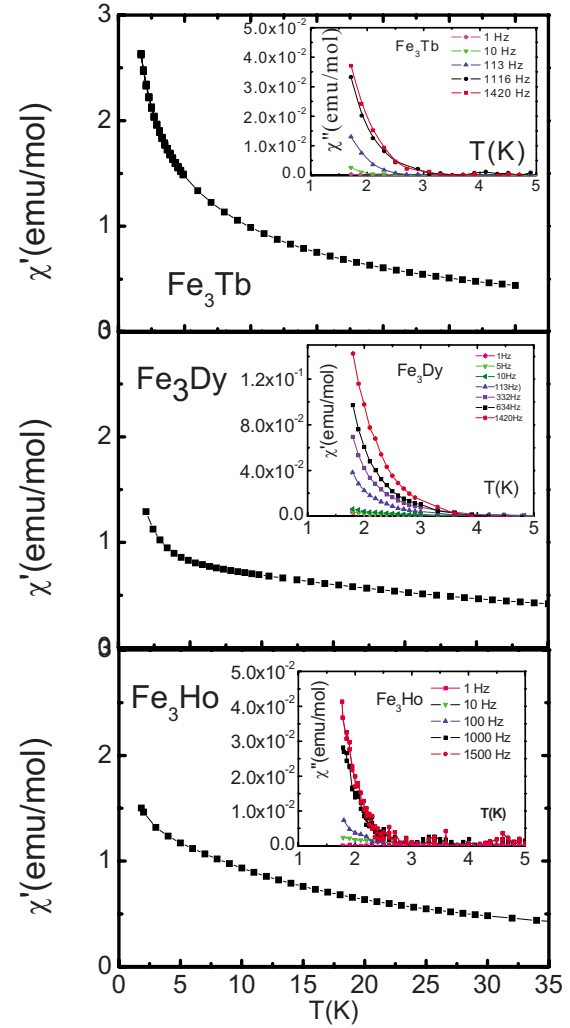 3
2
1
3
χ'(emu/mol)
Fe3Tb
5.0x10-2
4.0x10-2
3.0x10-2
2.0x10-2
1.0x10-2
0.0
χ''(emu/mol)
Fe3Tb
1 Hz
10 Hz
113 Hz
1116 Hz
1420 Hz
T(K)
1 2 3 4 5
2
1
3
χ'(emu/mol)
Fe3Dy
1.2x10-1
8.0x10-2
4.0x10-2
0.0
χ'(emu/mol)
Fe3Dy
1Hz
5Hz
10Hz
113Hz)
332Hz
634Hz
1420Hz
T(K)
1 2 3 4 5
2
1
0
χ'(emu/mol)
Fe3Ho
5.0x10-2
4.0x10-2
3.0x10-2
2.0x10-2
1.0x10-2
0.0
χ''(emu/mol)
Fe3Ho
1 Hz
10 Hz
100 Hz
1000 Hz
1500 Hz
T(K)
1 2 3 4 5
0 5 10 15 20 25 30 35
T(K)